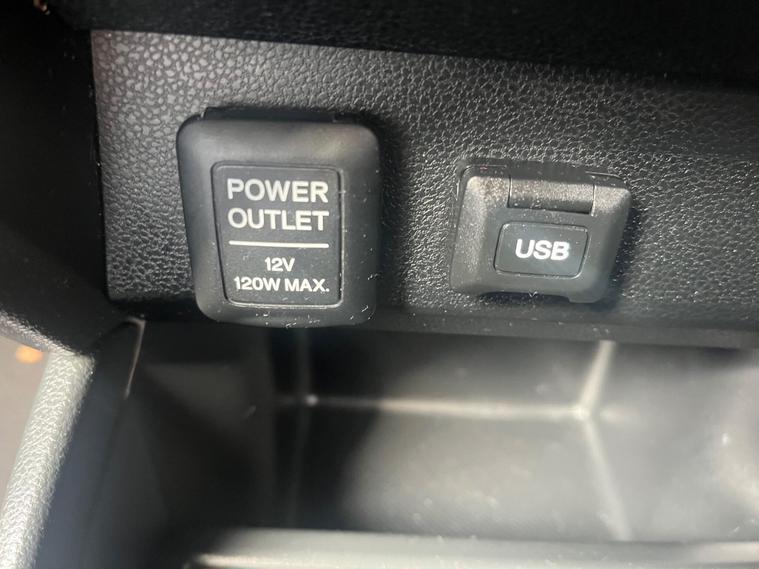 POWER
OUTLET
12V
120W MAX.
USB